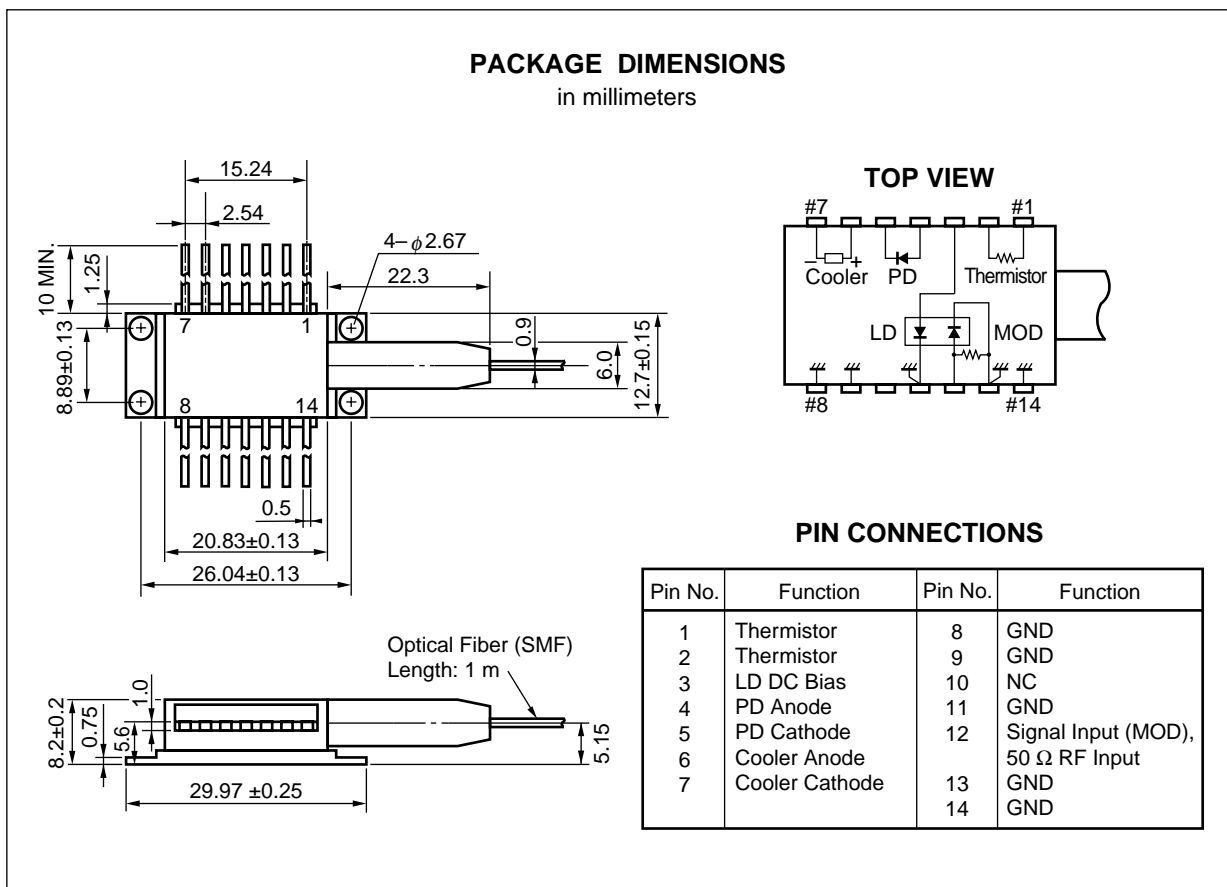 PACKAGE DIMENSIONS
in millimeters
15.24
2.54
4–ϕ2.67
22.3
10 MIN.
1.25
7 1
0.9
6.0
12.7±0.15
8.89±0.13
8 14
0.5
20.83±0.13
26.04±0.13
Optical Fiber (SMF)
Length: 1 m
8.2±0.2
0.75
5.6
1.0
5.15
29.97 ±0.25
TOP VIEW
#7 #1
– +
Cooler PD Thermistor
LD MOD
#8 #14
PIN CONNECTIONS
Pin No. Function Pin No. Function
1 Thermistor 8 GND
2 Thermistor 9 GND
3 LD DC Bias 10 NC
4 PD Anode 11 GND
5 PD Cathode 12 Signal Input (MOD),
6 Cooler Anode 50 Ω RF Input
7 Cooler Cathode 13 GND
14 GND